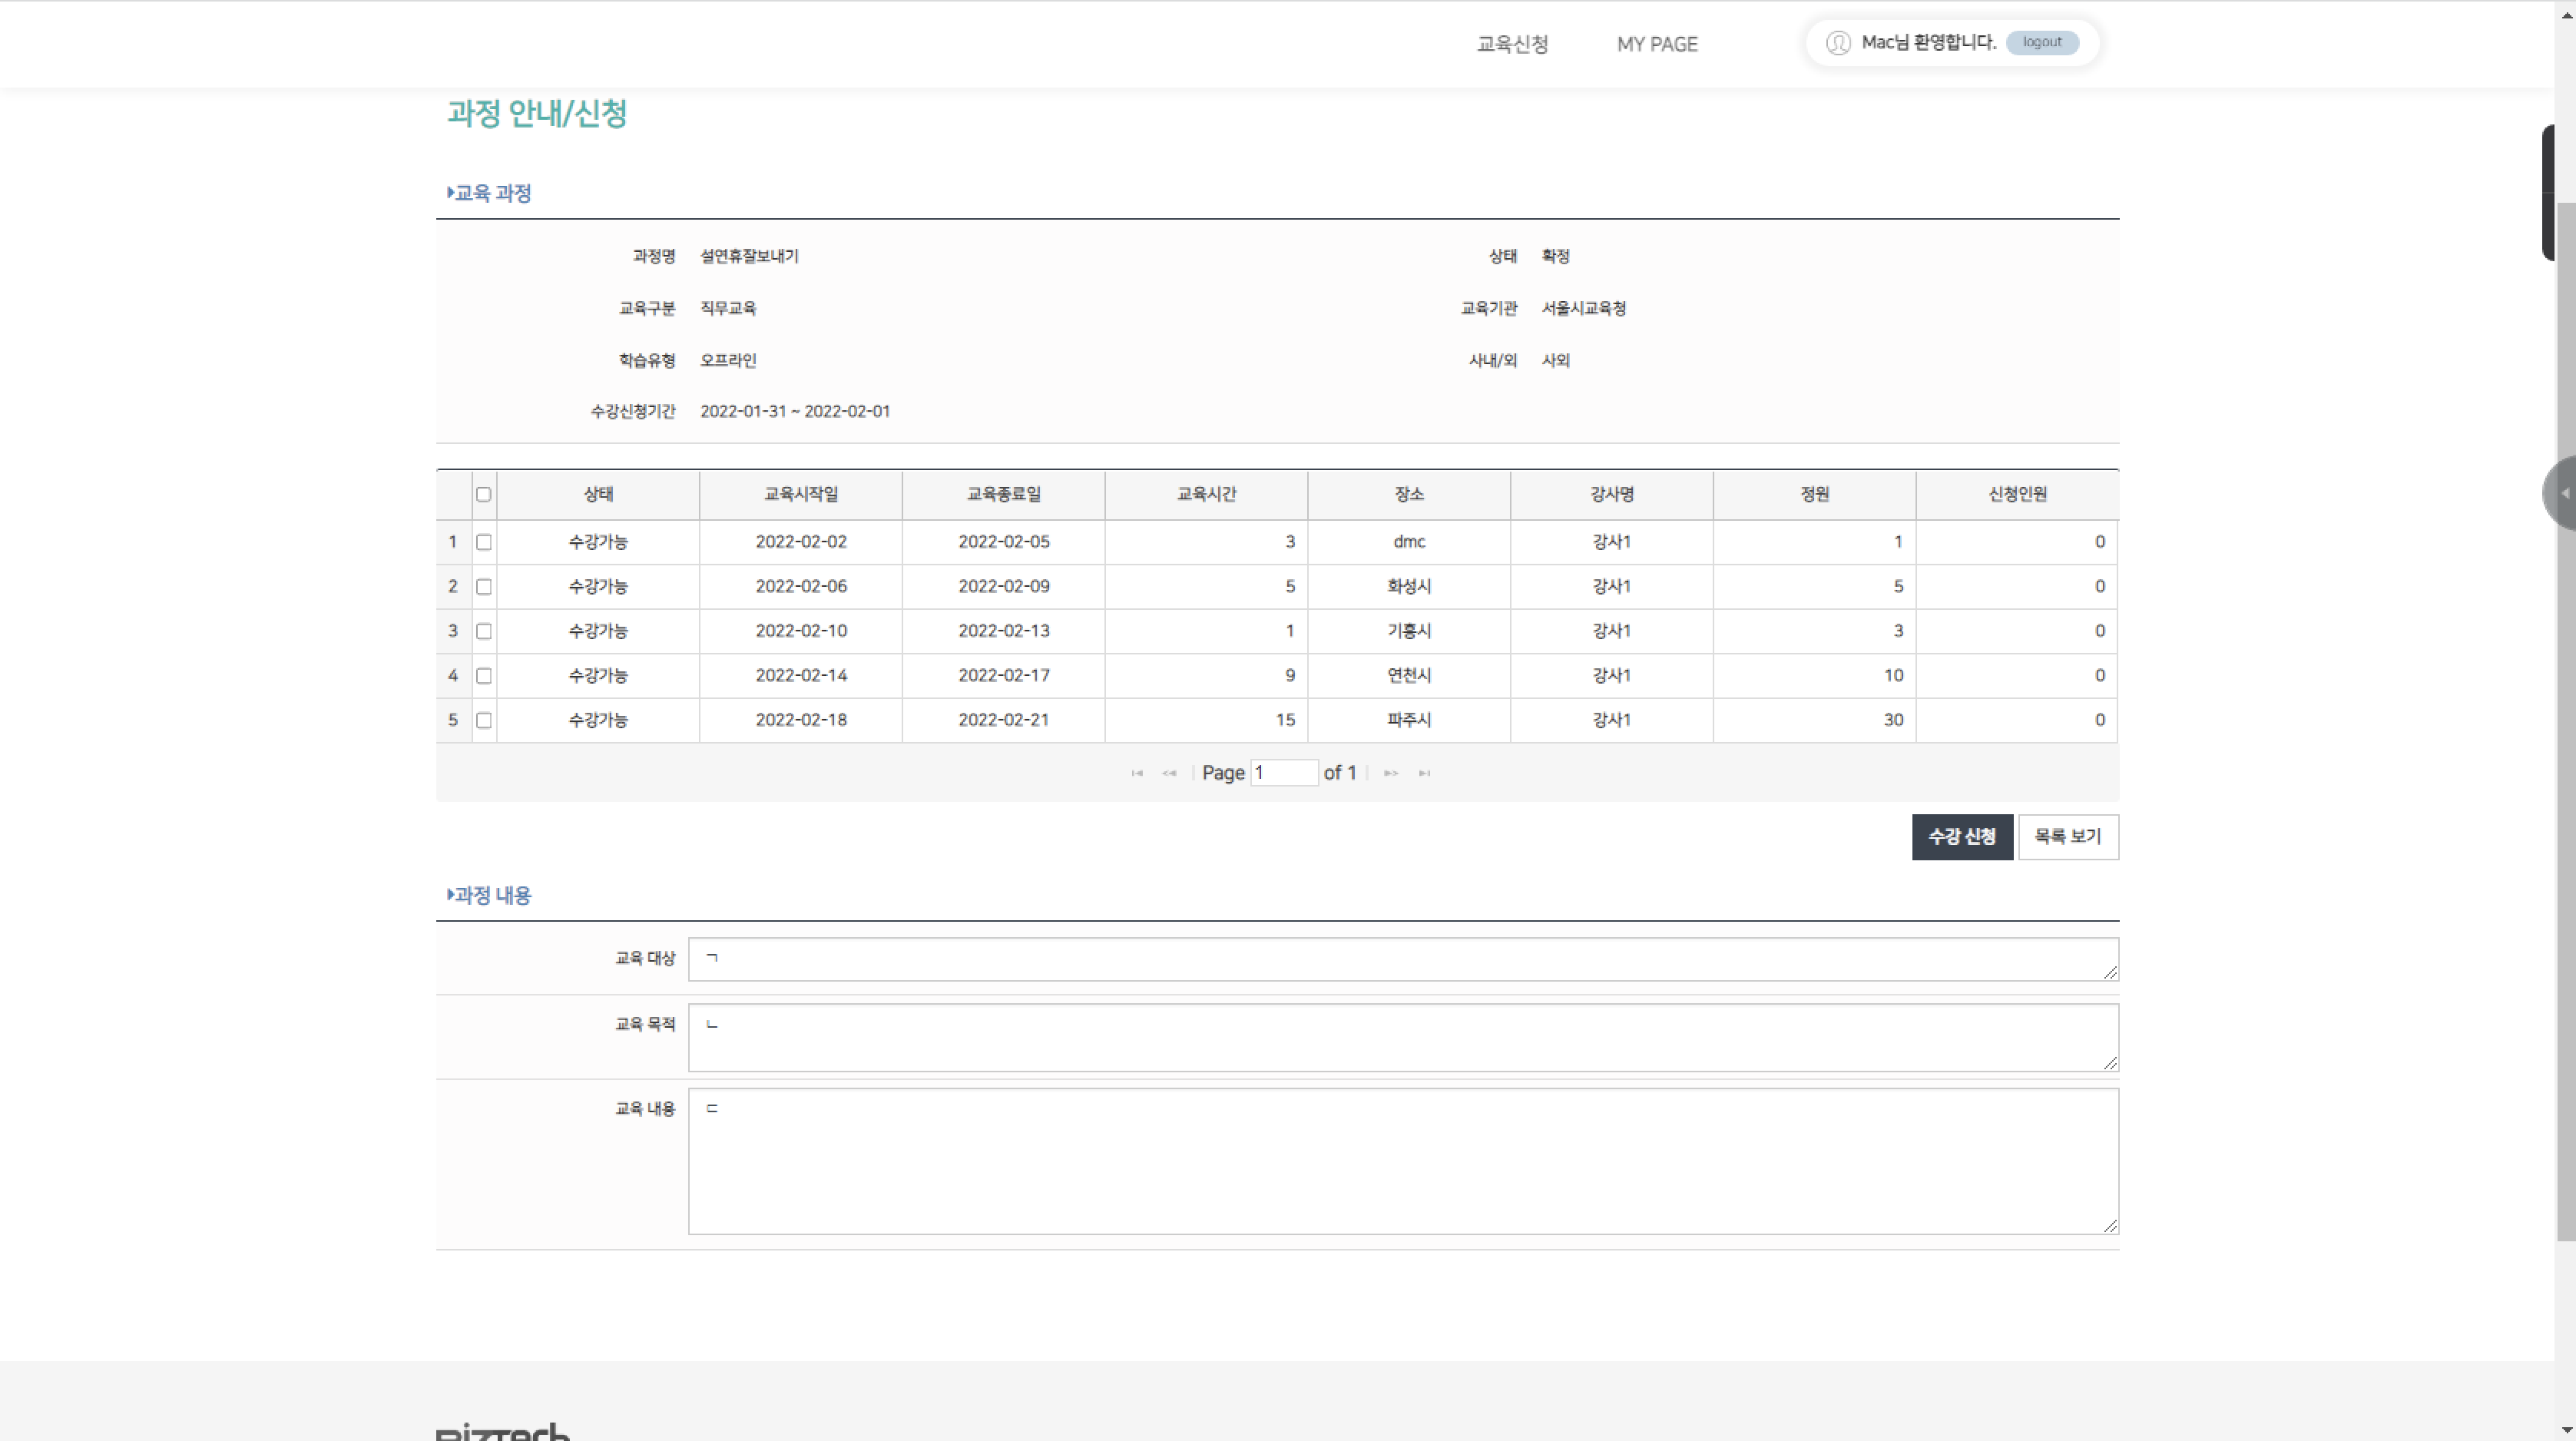 교육신청 MY PAGE Mac님 환영합니다. logout
과정 안내/신청
교육 과정
과정명 설연휴잘보내기 상태 확정
교육구분 직무교육 교육기관 서울시교육청
학습유형 오프라인 사내/외 사외
수강신청기간 2022-01-31 ~ 2022-02-01
상태 교육시작일 교육종료일 교육시간 장소 강사명 정원 신청인원
1 수강가능 2022-02-02 2022-02-05 3 dmc 강사1 1 0
2 수강가능 2022-02-06 2022-02-09 5 화성시 강사1 5 0
3 수강가능 2022-02-10 2022-02-13 1 기흥시 강사1 3 0
4 수강가능 2022-02-14 2022-02-17 9 연천시 강사1 10 0
5 수강가능 2022-02-18 2022-02-21 15 파주시 강사1 30 0
Page 1 of 1
수강 신청 목록 보기
과정 내용
교육 대상 ㄱ
교육 목적 ㄴ
교육 내용 ㄷ